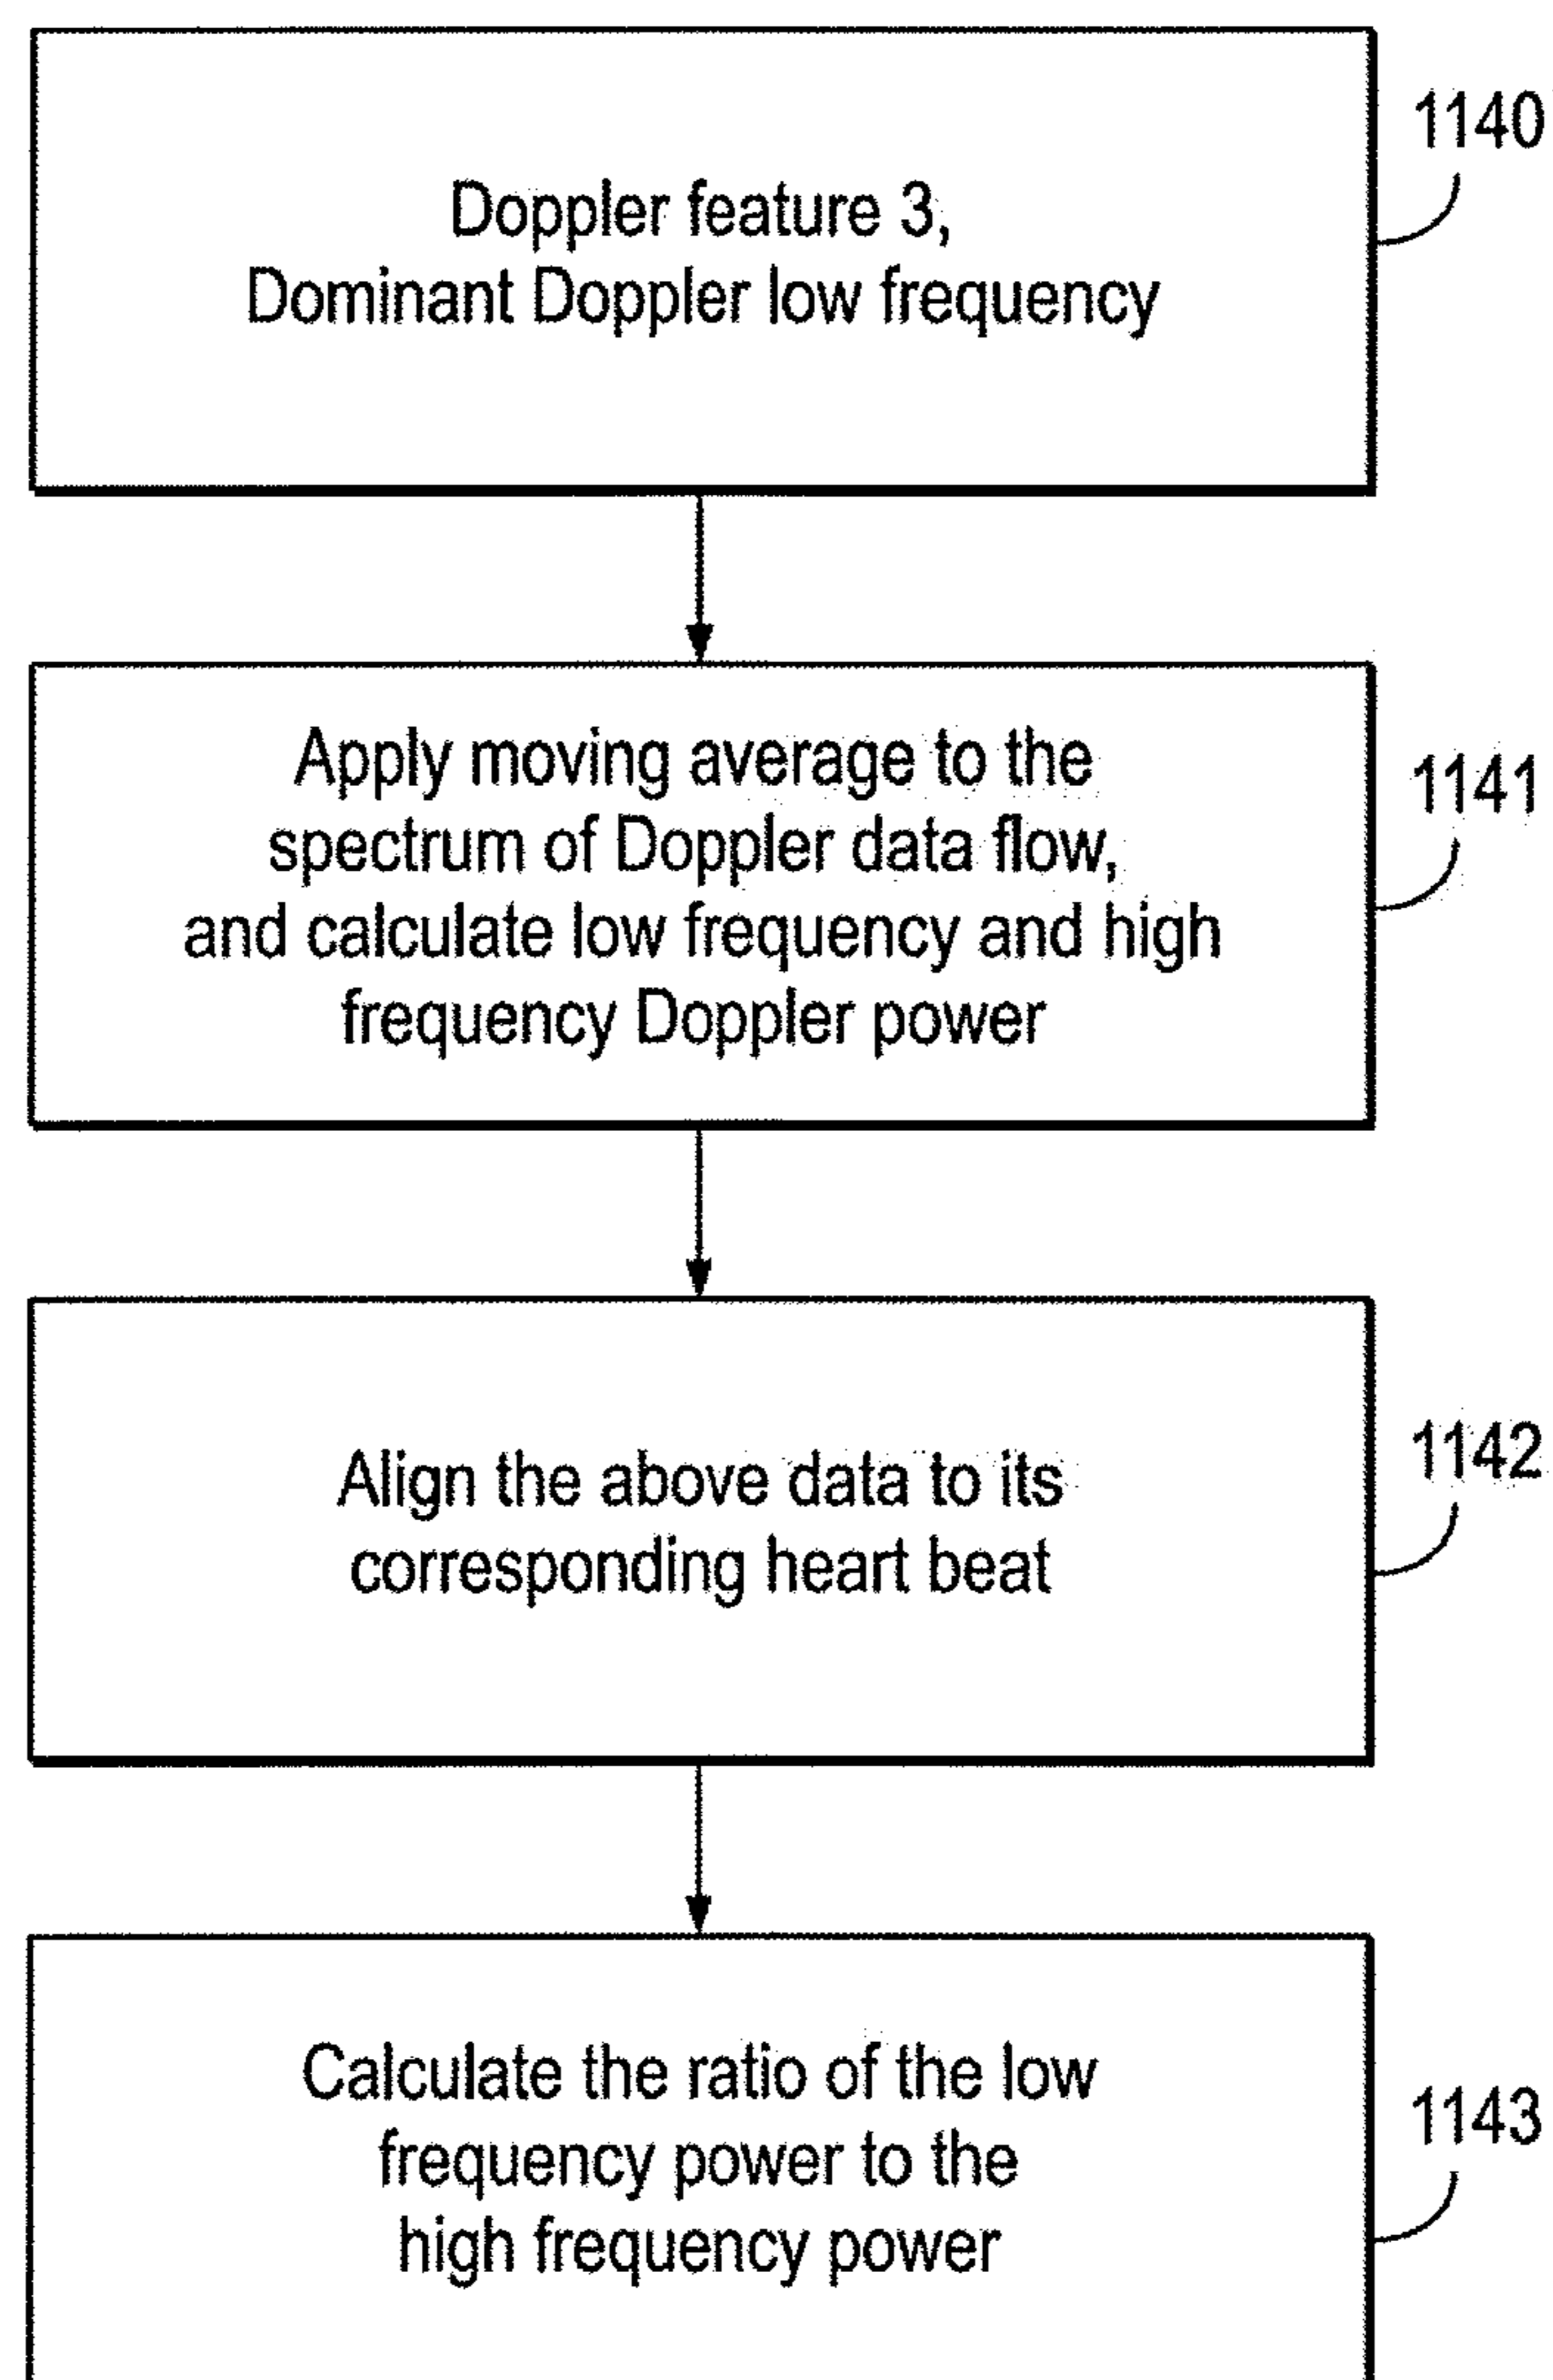 Doppler feature 3,
Dominant Doppler low frequency
1140
Apply moving average to the
spectrum of Doppler data flow,
and calculate low frequency and high
frequency Doppler power
1141
Align the above data to its
corresponding heart beat
1142
Calculate the ratio of the low
frequency power to the
high frequency power
1143